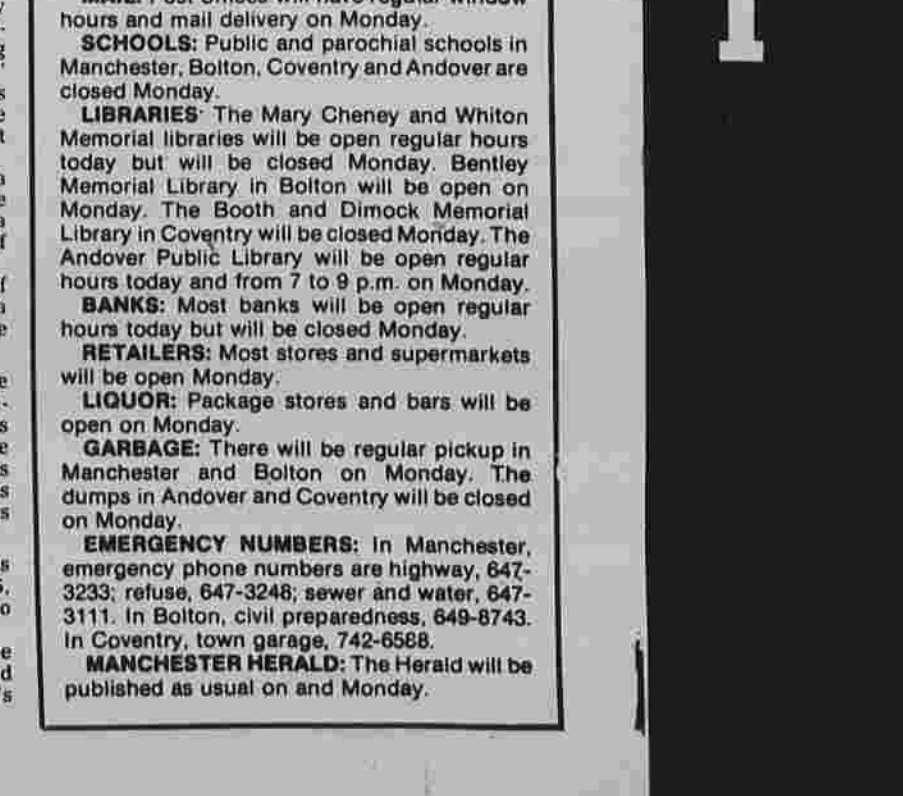 hours and mail delivery on Monday.
SCHOOLS: Public and parochial schools in
Manchester, Bolton, Coventry and Andover are
closed Monday.
LIBRARIES: The Mary Cheney and Whiton
Memorial libraries will be open regular hours
today but will be closed Monday. Bentley
Memorial Library in Bolton will be open on
Monday. The Booth and Dimock Memorial
Library in Coventry will be closed Monday. The
Andover Public Library will be open regular
hours today and from 7 to 9 p.m. on Monday.
BANKS: Most banks will be open regular
hours today but will be closed Monday.
RETAILERS: Most stores and supermarkets
will be open Monday.
LIQUOR: Package stores and bars will be
open on Monday.
GARBAGE: There will be regular pickup in
Manchester and Bolton on Monday. The
dumps in Andover and Coventry will be closed
on Monday.
EMERGENCY NUMBERS: In Manchester,
emergency phone numbers are highway, 647-
3233; refuse, 647-3248; sewer and water, 647-
3111. In Bolton, civil preparedness, 649-8743.
In Coventry, town garage, 742-6588.
MANCHESTER HERALD: The Herald will be
published as usual on and Monday.